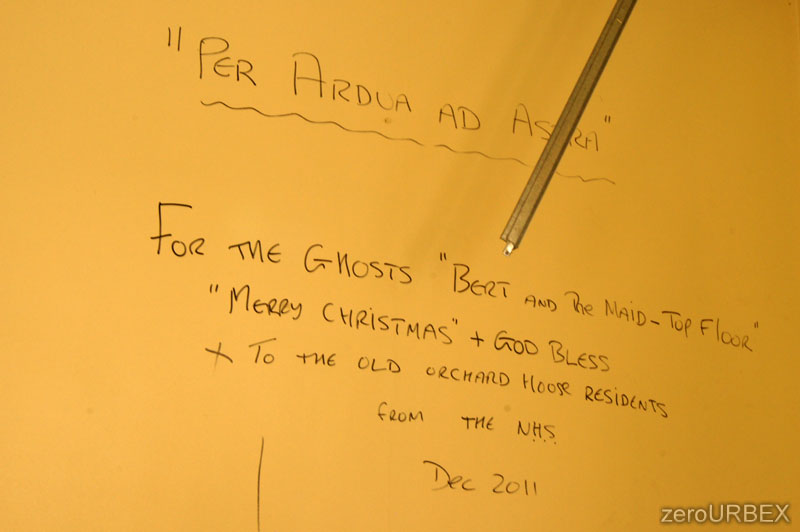 "PER ARDUA AD ASTRA"
FOR THE GHOSTS "BERT AND THE MAID-TOP FLOOR"
"MERRY CHRISTMAS" + GOD BLESS
+ TO THE OLD ORCHARD HOUSE RESIDENTS
FROM THE N.H.S.
DEC 2011
zeroURBEX